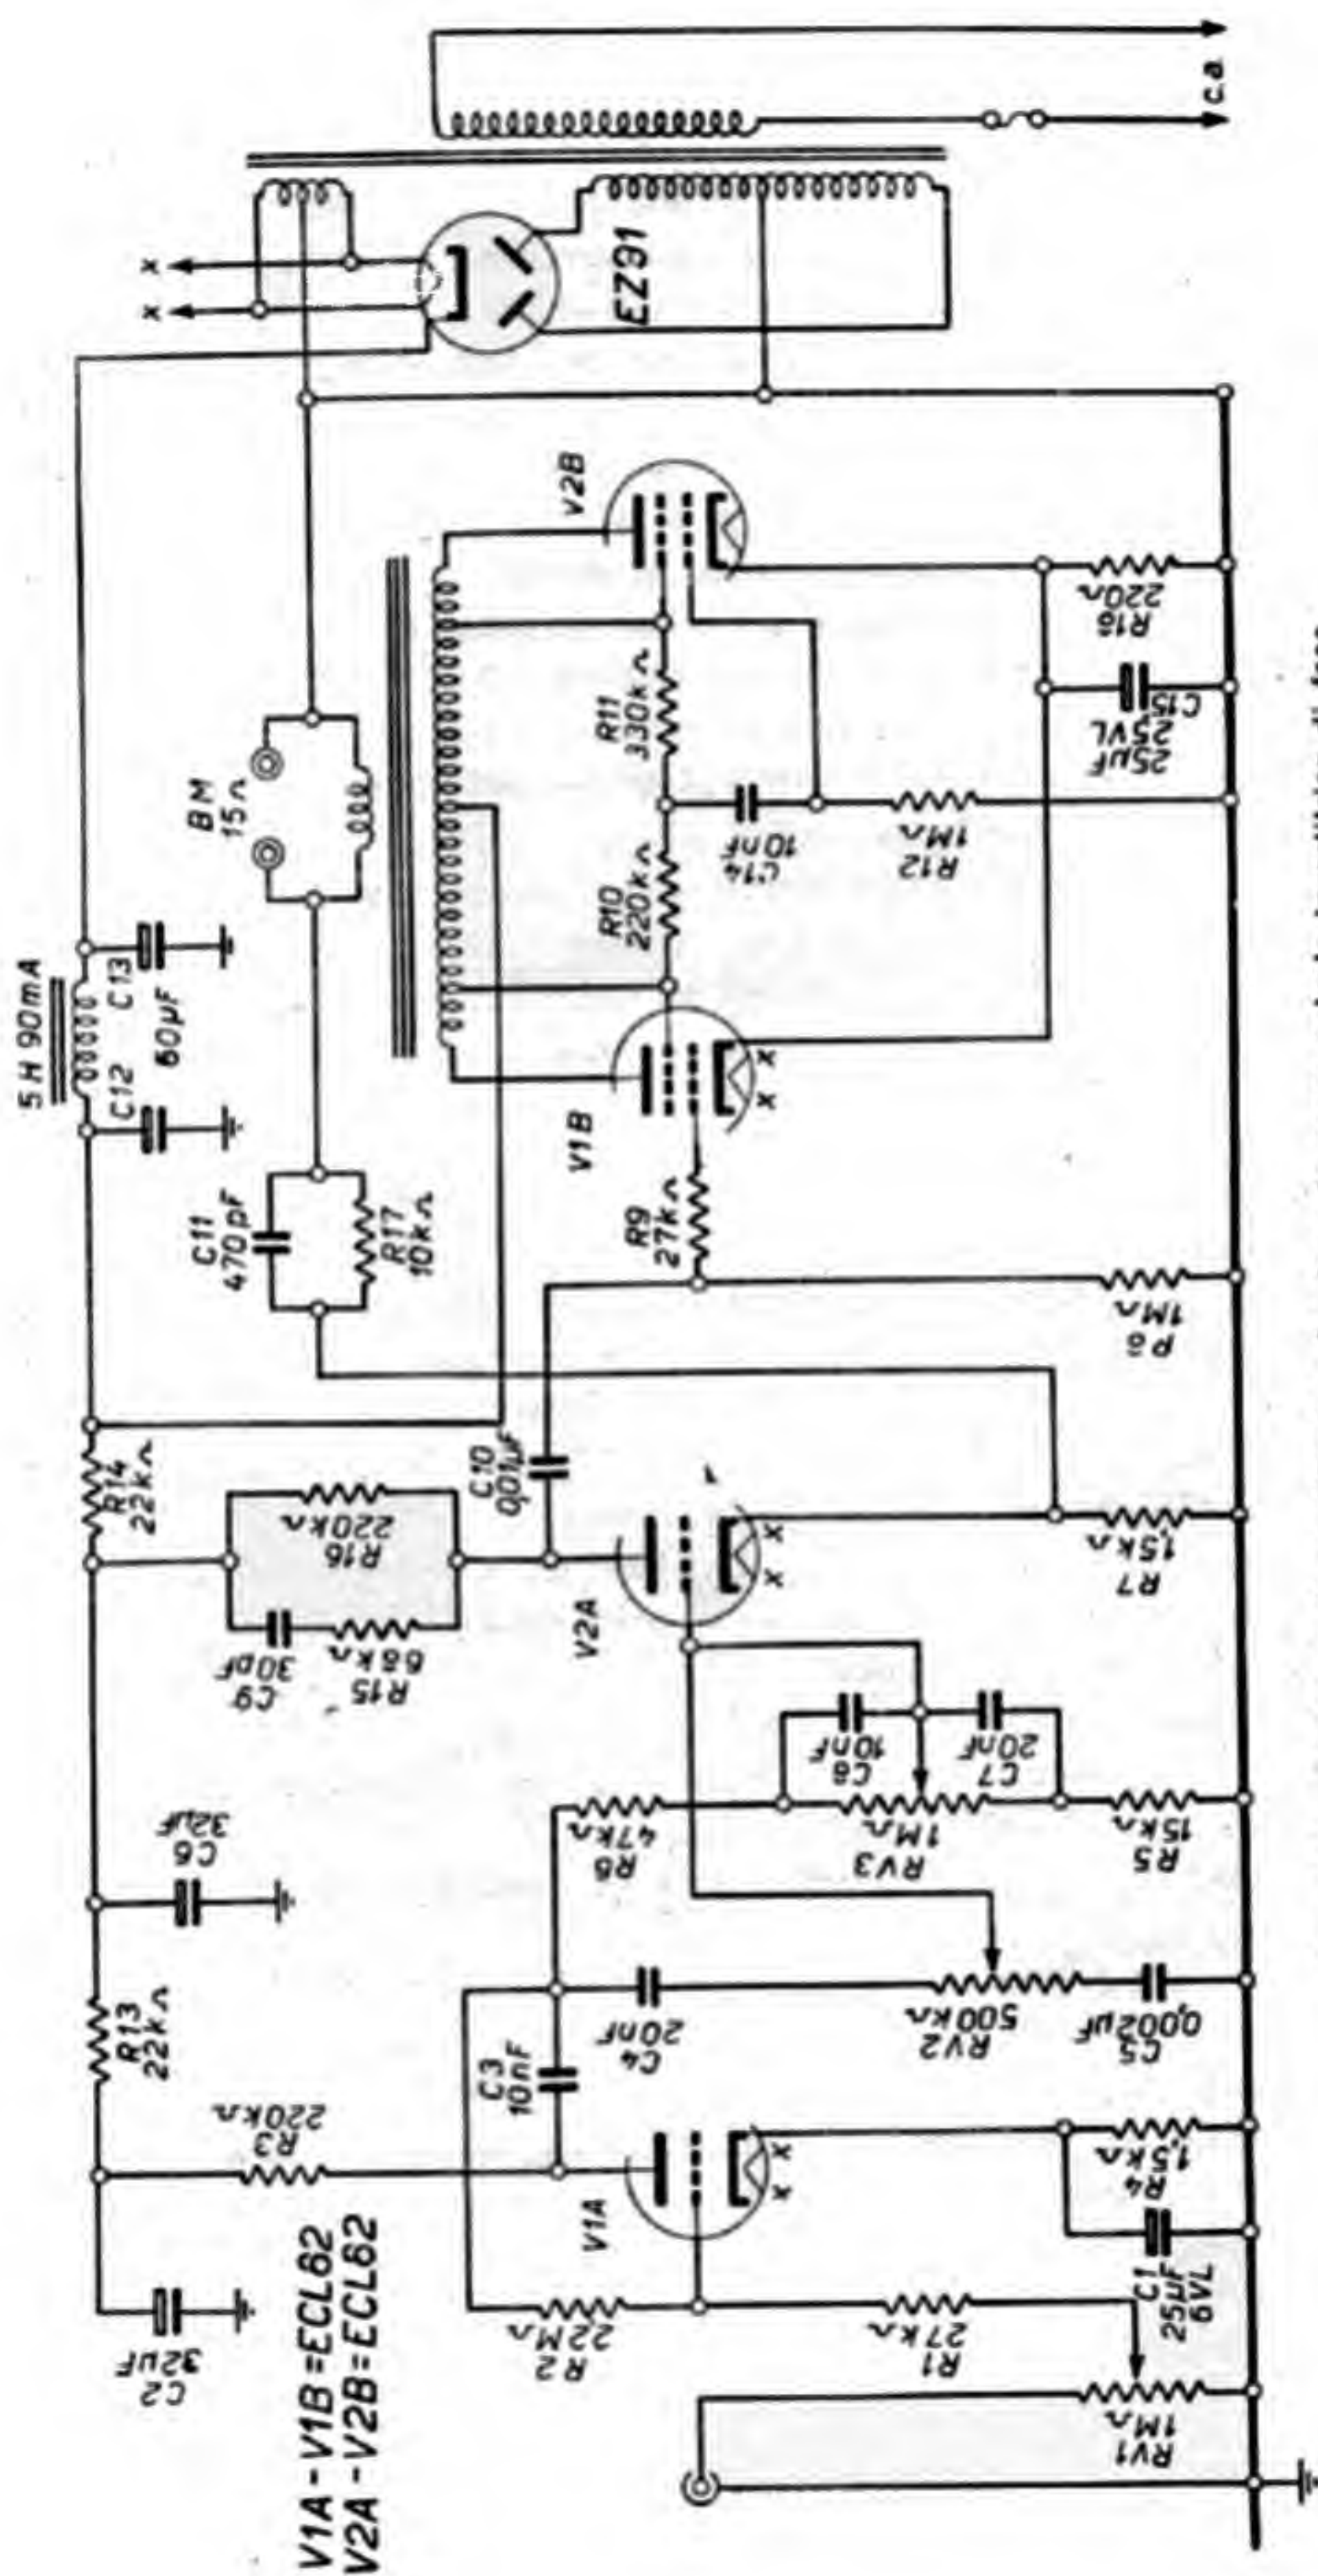 5H 90mA
R13
22kΩ
R14
22kΩ
C12
C13
60µF
C2
32µF
C6
32µF
R3
220kΩ
C9
30pF
R15
68kΩ
R16
220kΩ
C11
470pF
R17
10kΩ
BM
15Ω
x
x
V1A - V1B = ECL82
V2A - V2B = ECL82
C3
10nF
C10
0,01µF
V1A
V2A
V1B
V2B
EZ81
R2
22MΩ
C4
20nF
R6
47kΩ
R9
27kΩ
R10
220kΩ
R11
330kΩ
x x
x x
x x
C14
10nF
R1
27kΩ
RV2
500kΩ
C8
10nF
RV3
1MΩ
C7
20nF
R12
1MΩ
RV1
1MΩ
C1
25µF
6VL
R4
1,5kΩ
C5
0,002µF
R5
15kΩ
R7
1,5kΩ
R8
1MΩ
25µF
25VL
C15
R18
220Ω
c.a.